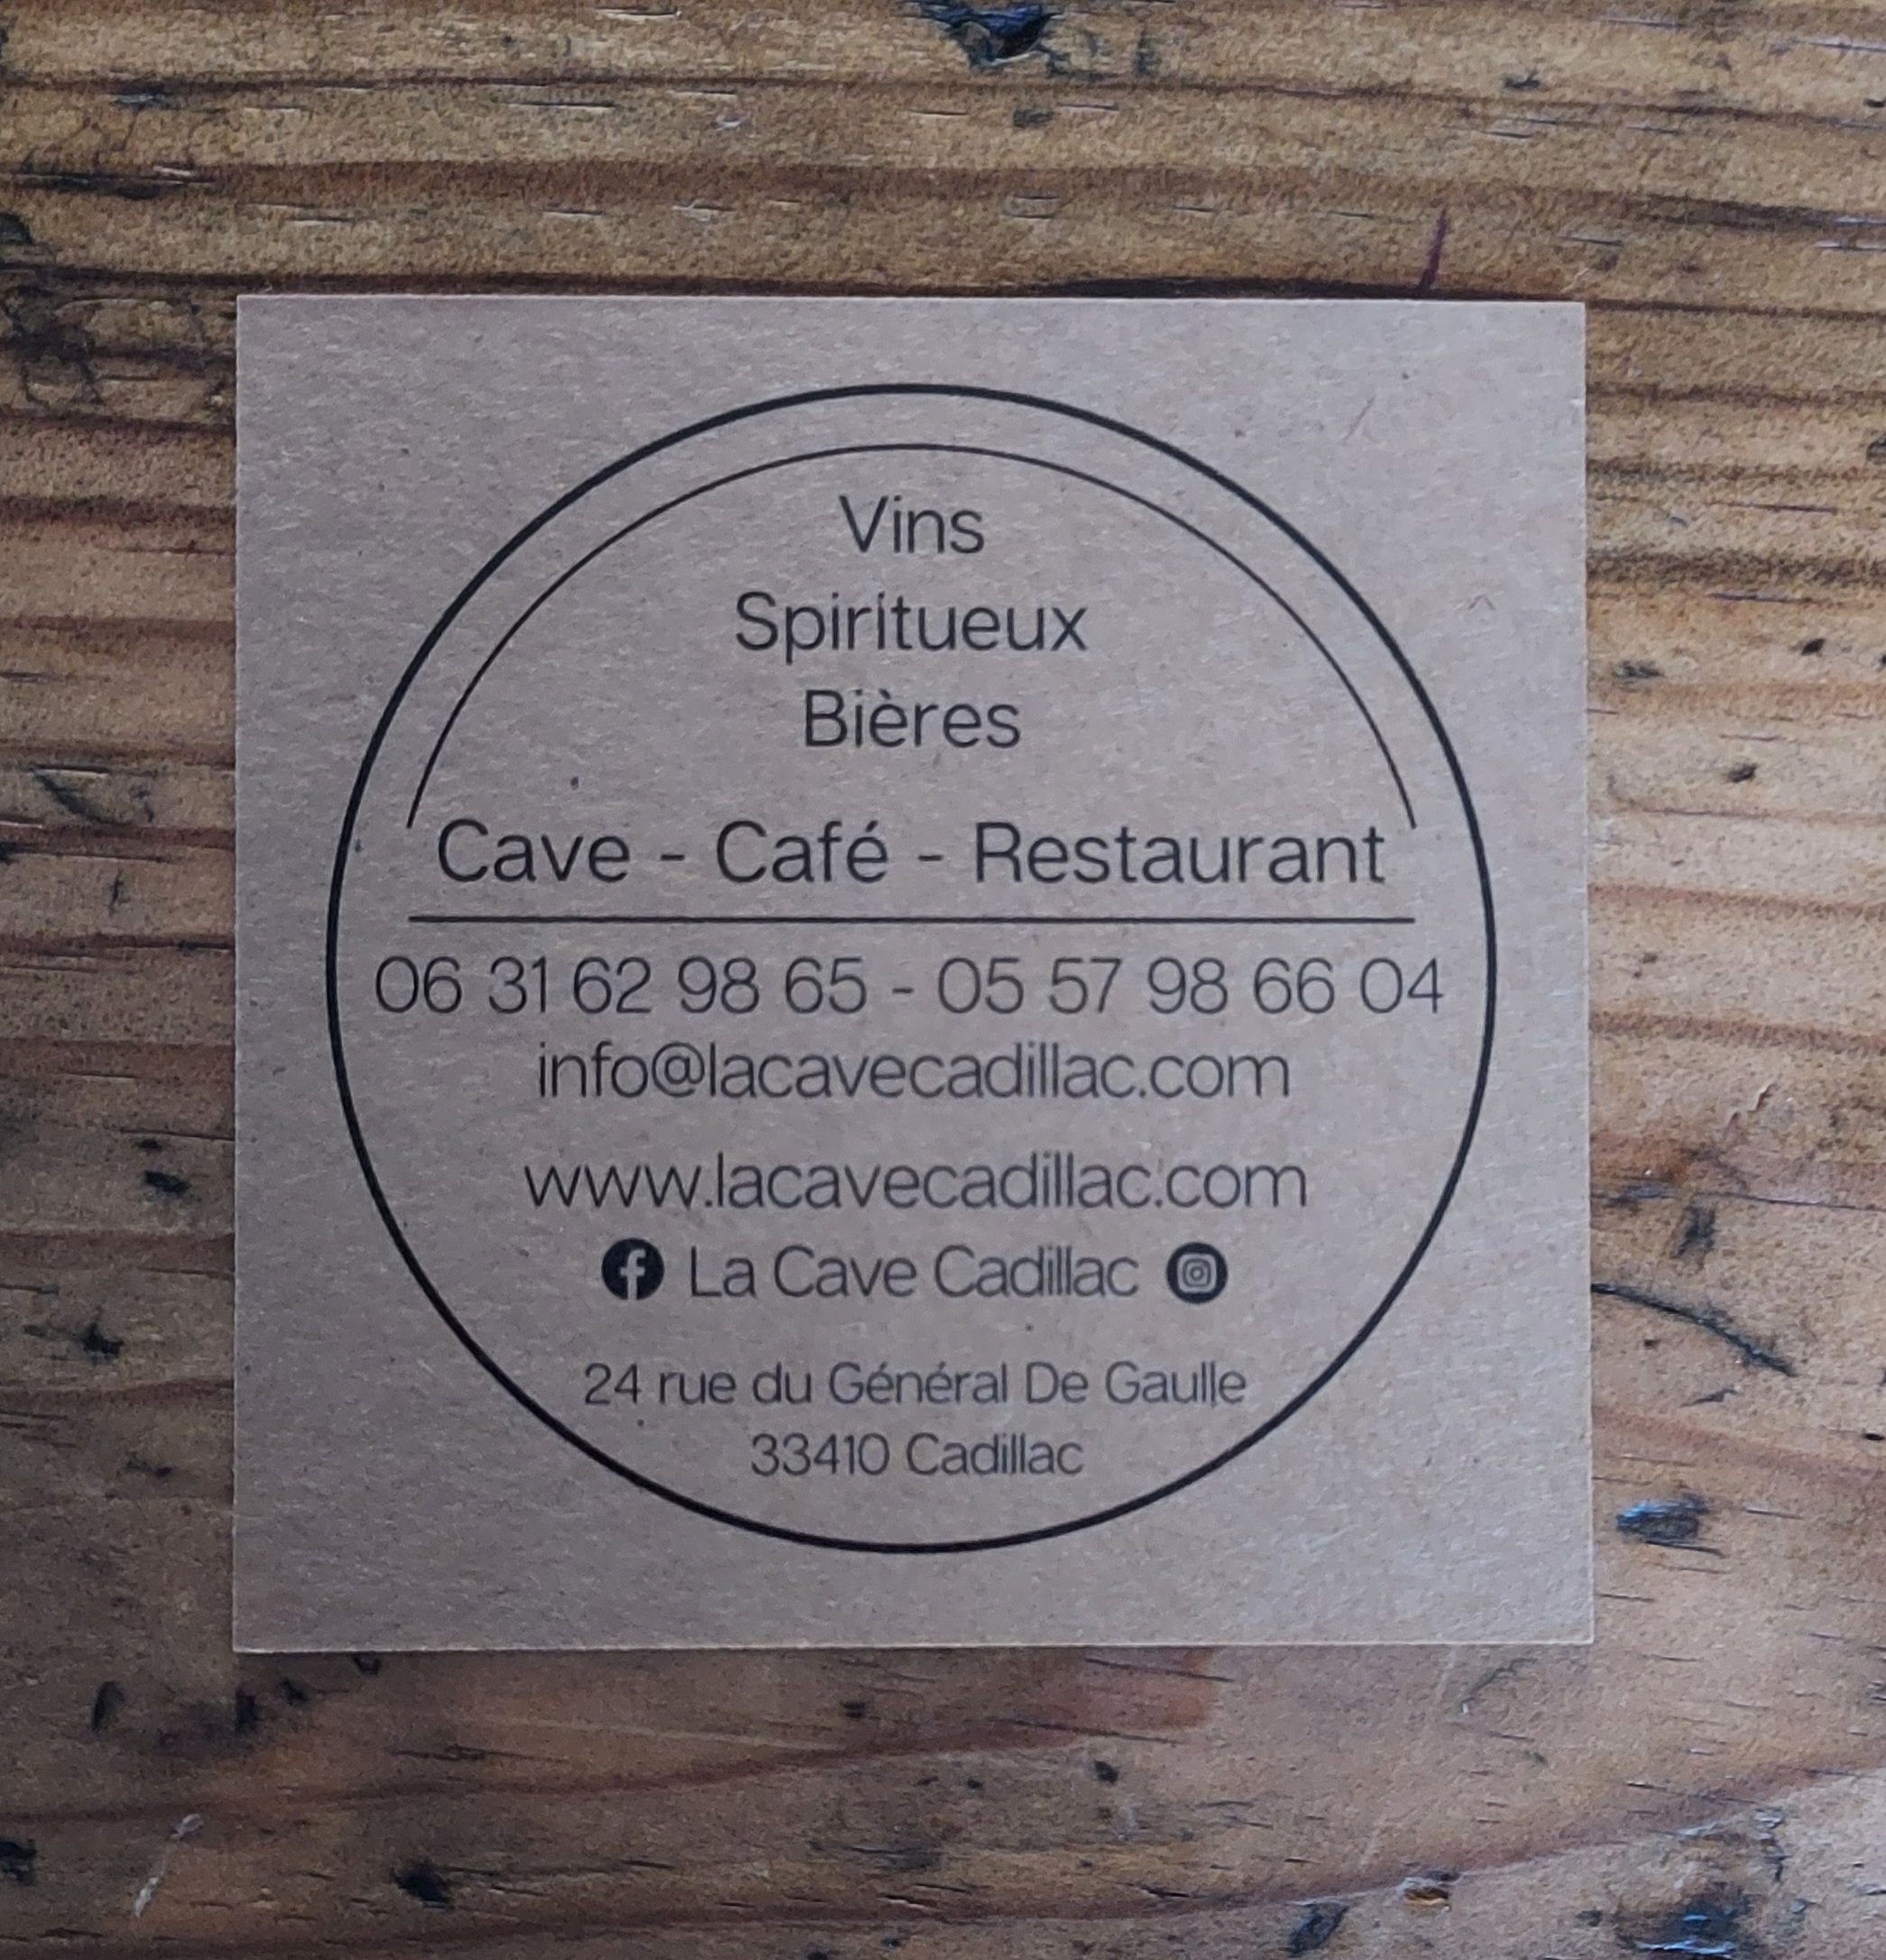 Vins
Spiritueux
Bières
Cave - Café - Restaurant
06 31 62 98 65 - 05 57 98 66 04
info@lacavecadillac.com
www.lacavecadillac.com
La Cave Cadillac
24 rue du Général De Gaulle
33410 Cadillac